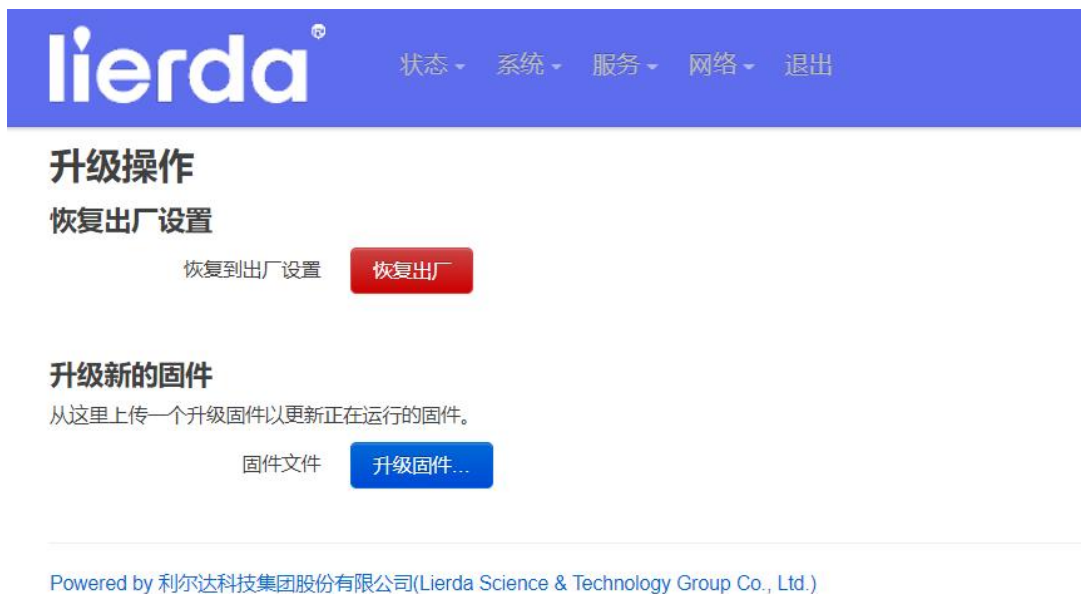 lierda®
状态 系统 服务 网络 退出
升级操作
恢复出厂设置
恢复到出厂设置 恢复出厂
升级新的固件
从这里上传一个升级固件以更新正在运行的固件。
固件文件 升级固件...
Powered by 利尔达科技集团股份有限公司(Lierda Science & Technology Group Co., Ltd.)